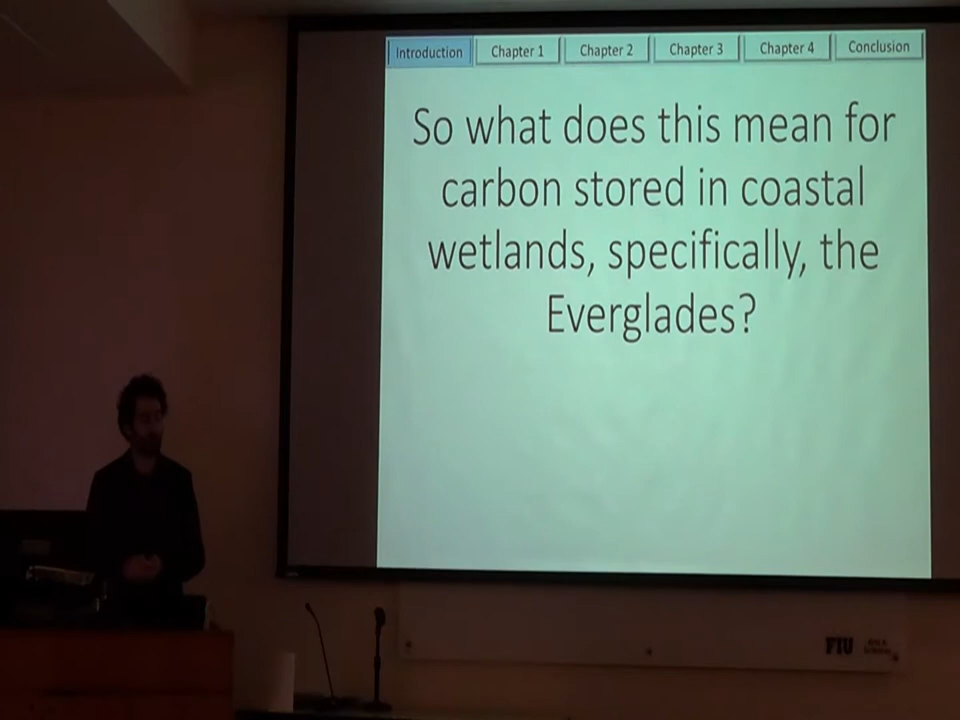 Introduction
Chapter 1
Chapter 2
Chapter 3
Chapter 4
Conclusion
So what does this mean for
carbon stored in coastal
wetlands, specifically, the
Everglades?
FIU